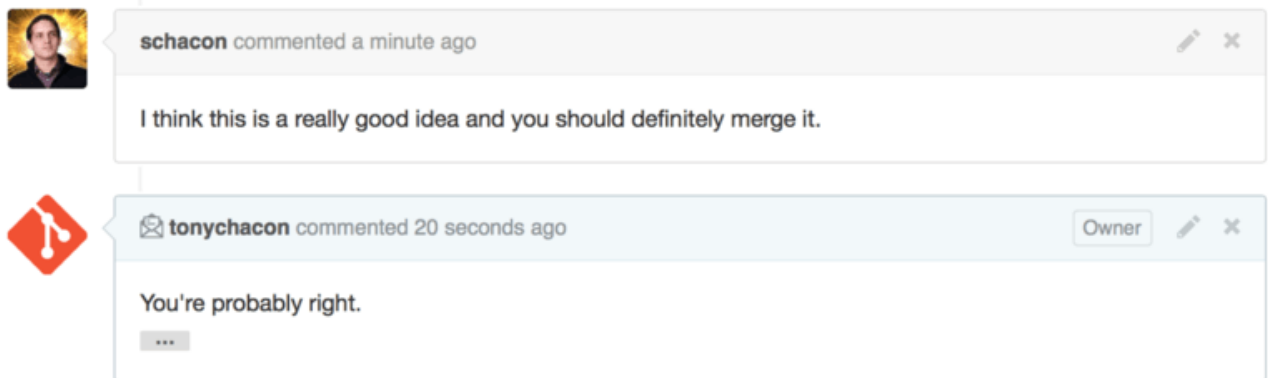 schacon commented a minute ago
I think this is a really good idea and you should definitely merge it.
tonychacon commented 20 seconds ago
Owner
You're probably right.
...